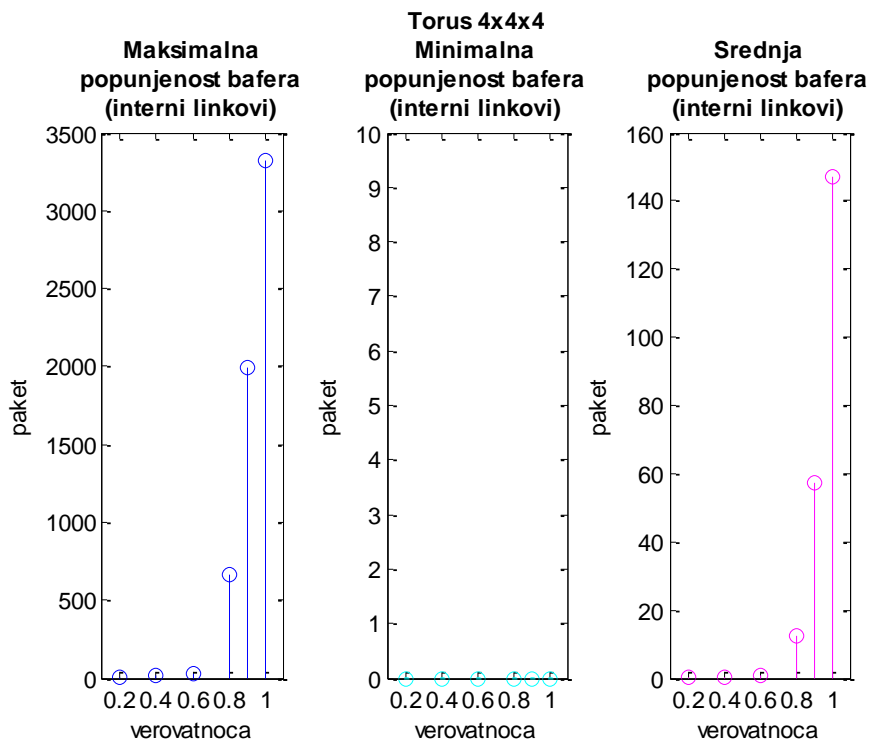 Torus 4x4x4
Maksimalna
popunjenost bafera
(interni linkovi)
3500
3000
2500
2000
1500
1000
500
0
paket
0.2 0.4 0.6 0.8 1
verovatnoca
Minimalna
popunjenost bafera
(interni linkovi)
10
9
8
7
6
5
4
3
2
1
0
paket
0.2 0.4 0.6 0.8 1
verovatnoca
Srednja
popunjenost bafera
(interni linkovi)
160
140
120
100
80
60
40
20
0
paket
0.2 0.4 0.6 0.8 1
verovatnoca